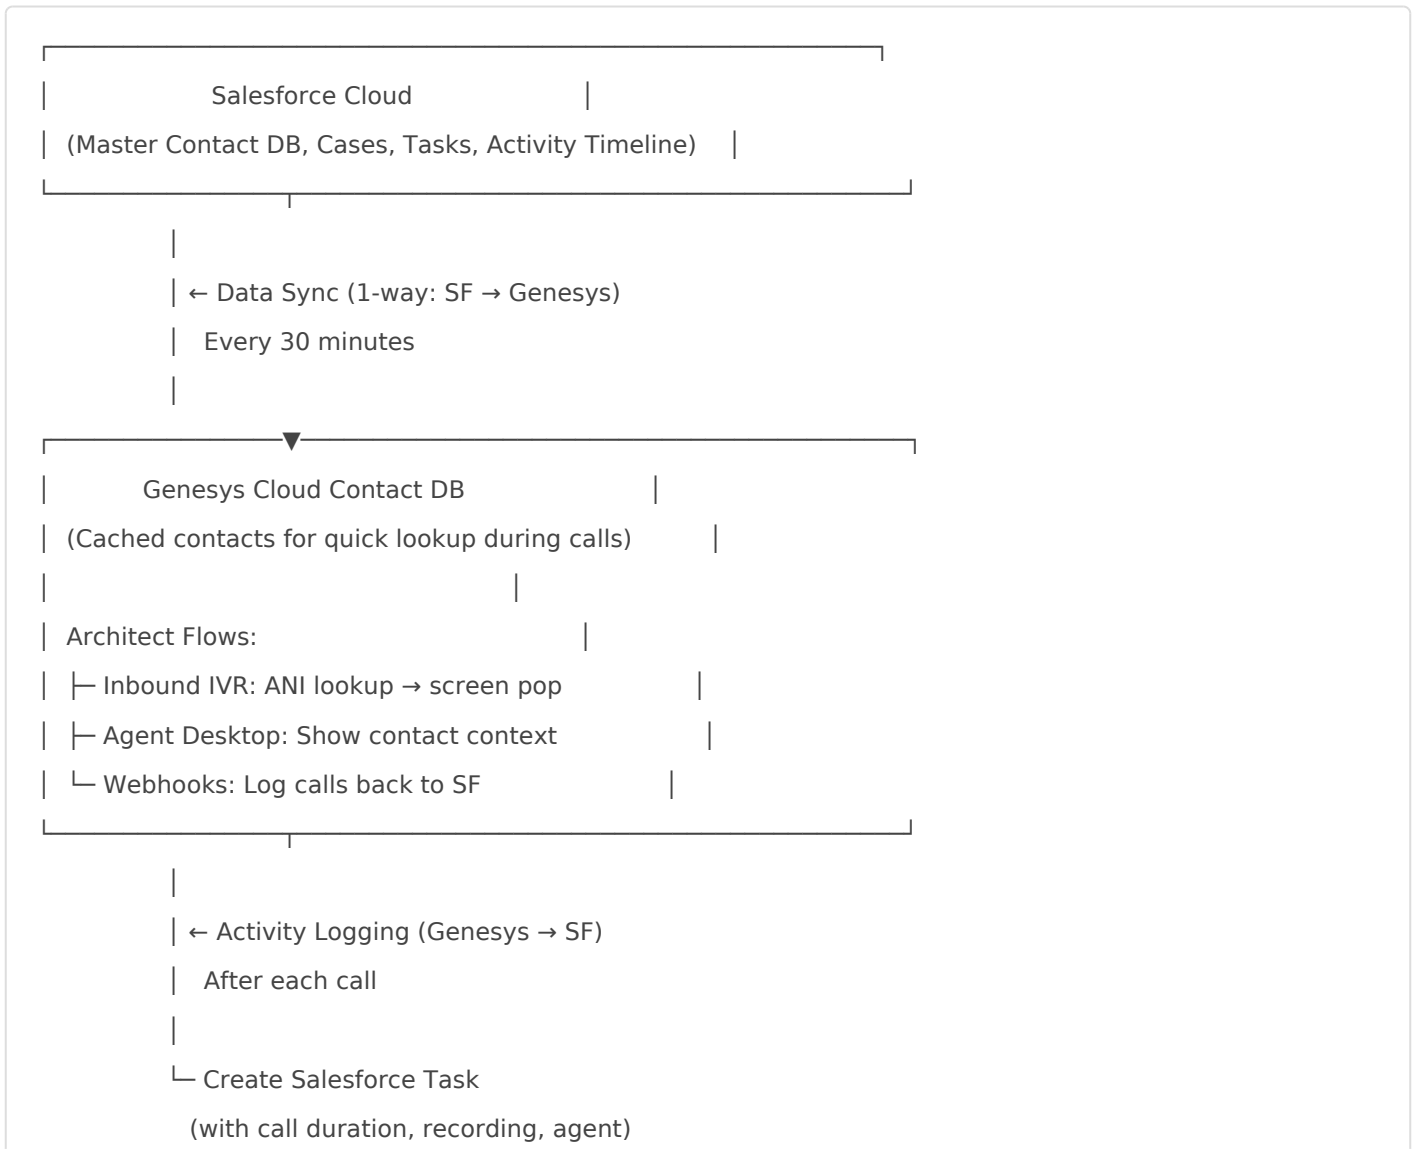 ┌─────────────────────────────────────────────────────────┐
│ Salesforce Cloud │
│ (Master Contact DB, Cases, Tasks, Activity Timeline) │
└────────────────┬──────────────────────────────────────────┘
│
│ ← Data Sync (1-way: SF → Genesys)
│ Every 30 minutes
│
┌────────────────▼──────────────────────────────────────────┐
│ Genesys Cloud Contact DB │
│ (Cached contacts for quick lookup during calls) │
│ │
│ Architect Flows: │
│ ├─ Inbound IVR: ANI lookup → screen pop │
│ ├─ Agent Desktop: Show contact context │
│ └─ Webhooks: Log calls back to SF │
└────────────────┬──────────────────────────────────────────┘
│
│ ← Activity Logging (Genesys → SF)
│ After each call
│
└─ Create Salesforce Task
(with call duration, recording, agent)